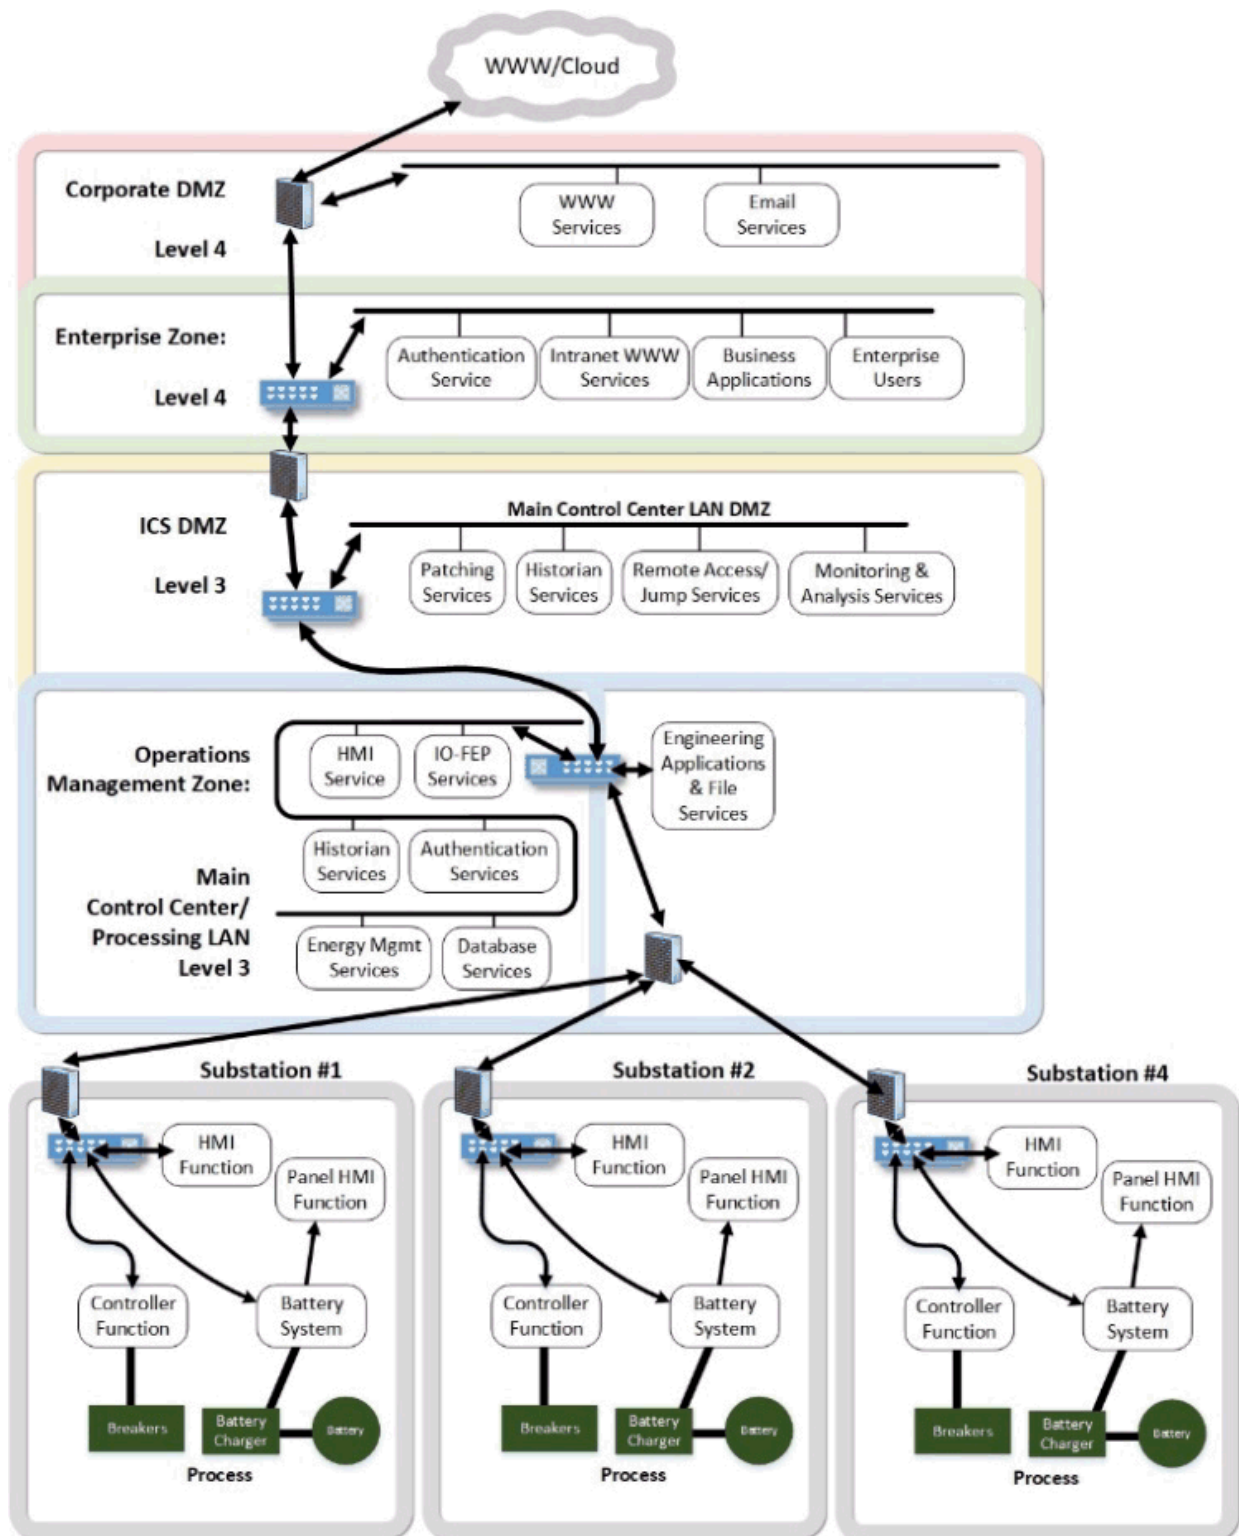 WWW/Cloud
Corporate DMZ
Level 4
WWW
Services
Email
Services
Enterprise Zone:
Level 4
Authentication
Service
Intranet WWW
Services
Business
Applications
Enterprise
Users
ICS DMZ
Level 3
Main Control Center LAN DMZ
Patching
Services
Historian
Services
Remote Access/
Jump Services
Monitoring &
Analysis Services
Operations
Management Zone:
Main
Control Center/
Processing LAN
Level 3
HMI
Service
IO-FEP
Services
Historian
Services
Authentication
Services
Energy Mgmt
Services
Database
Services
Engineering
Applications
& File
Services
Substation #1
HMI
Function
Panel HMI
Function
Controller
Function
Battery
System
Breakers
Battery
Charger
Battery
Process
Substation #2
HMI
Function
Panel HMI
Function
Controller
Function
Battery
System
Breakers
Battery
Charger
Battery
Process
Substation #4
HMI
Function
Panel HMI
Function
Controller
Function
Battery
System
Breakers
Battery
Charger
Battery
Process